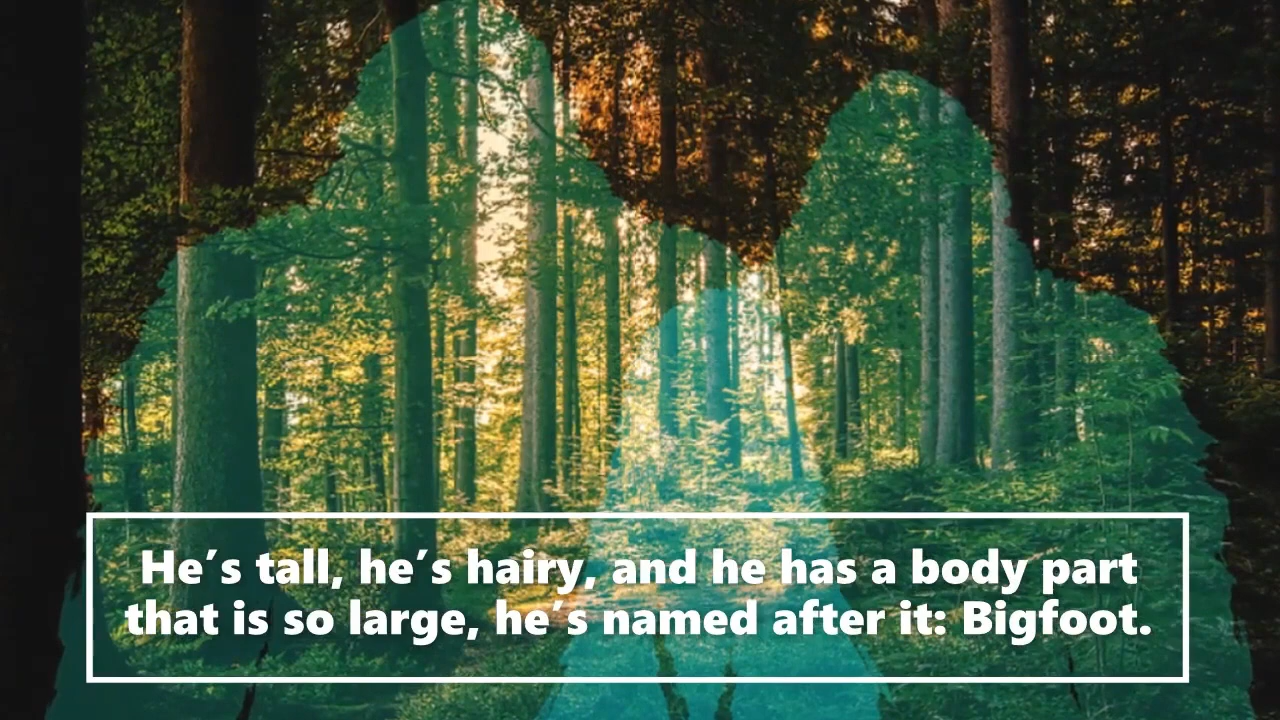 He’s tall, he’s hairy, and he has a body part
that is so large, he’s named after it: Bigfoot.